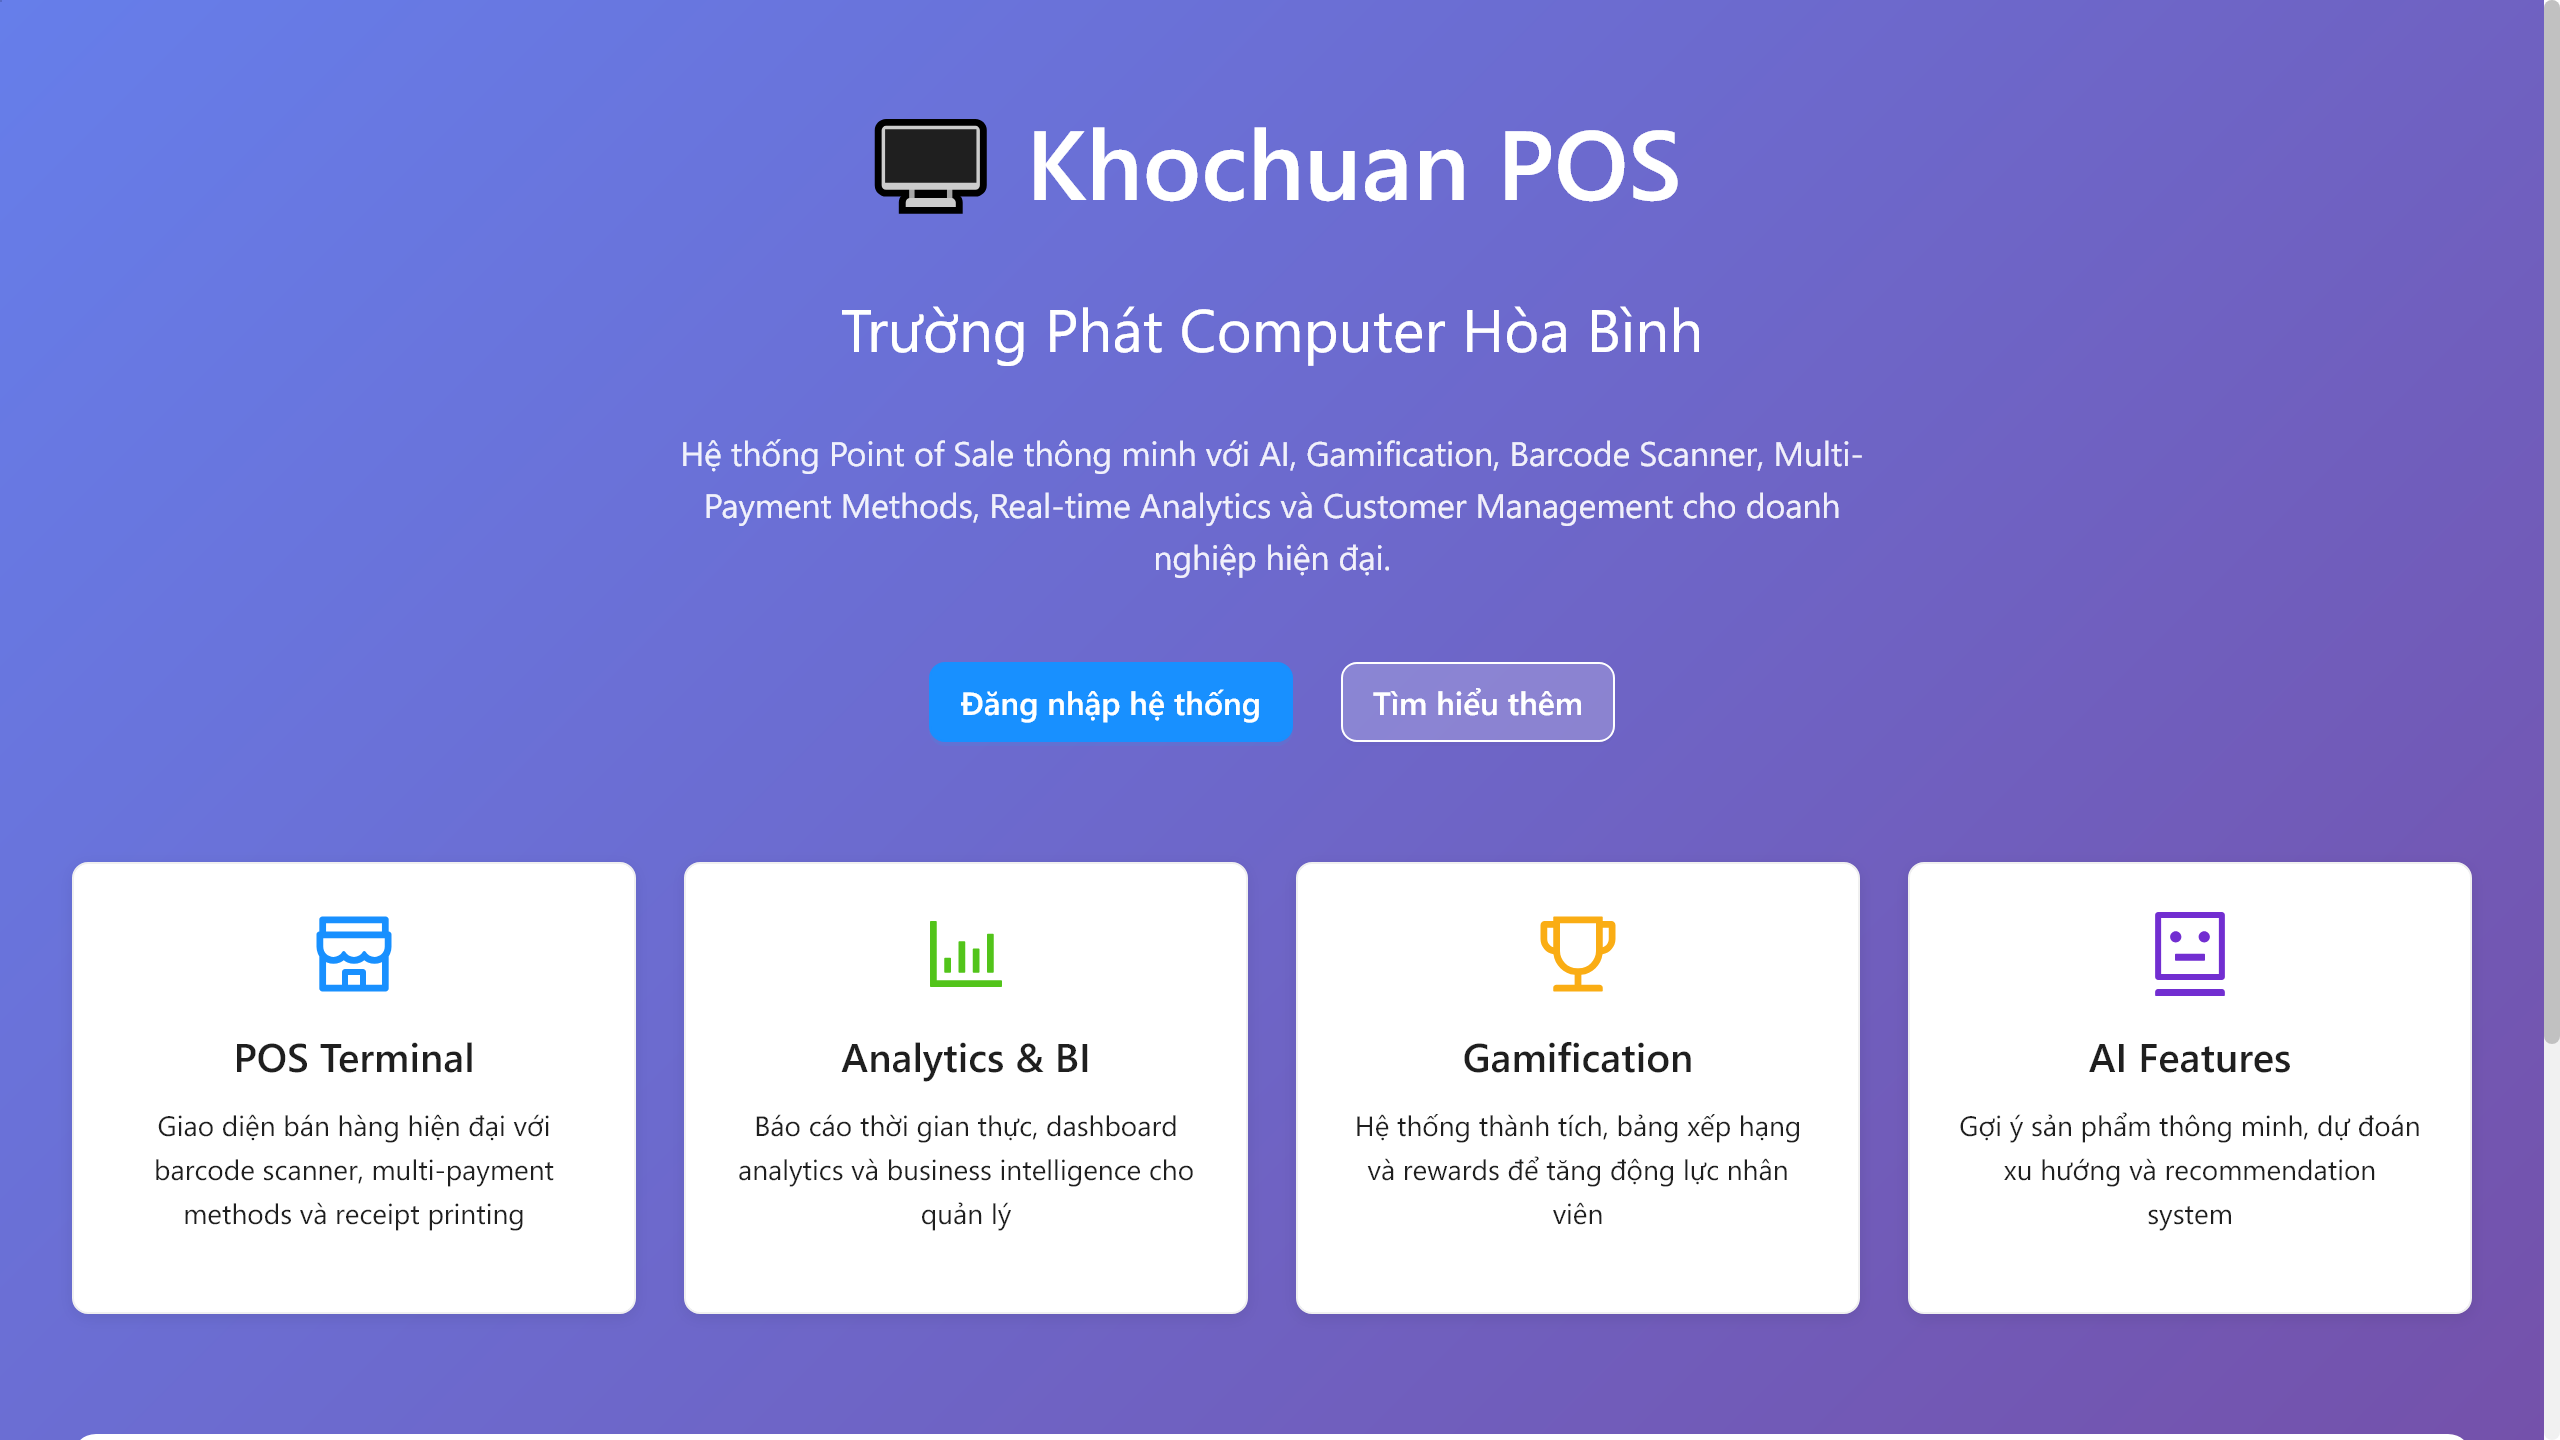 Khochuan POS
Trường Phát Computer Hòa Bình
Hệ thống Point of Sale thông minh với AI, Gamification, Barcode Scanner, Multi-
Payment Methods, Real-time Analytics và Customer Management cho doanh
nghiệp hiện đại.
Đăng nhập hệ thống
Tìm hiểu thêm
POS Terminal
Giao diện bán hàng hiện đại với
barcode scanner, multi-payment
methods và receipt printing
Analytics & BI
Báo cáo thời gian thực, dashboard
analytics và business intelligence cho
quản lý
Gamification
Hệ thống thành tích, bảng xếp hạng
và rewards để tăng động lực nhân
viên
AI Features
Gợi ý sản phẩm thông minh, dự đoán
xu hướng và recommendation
system